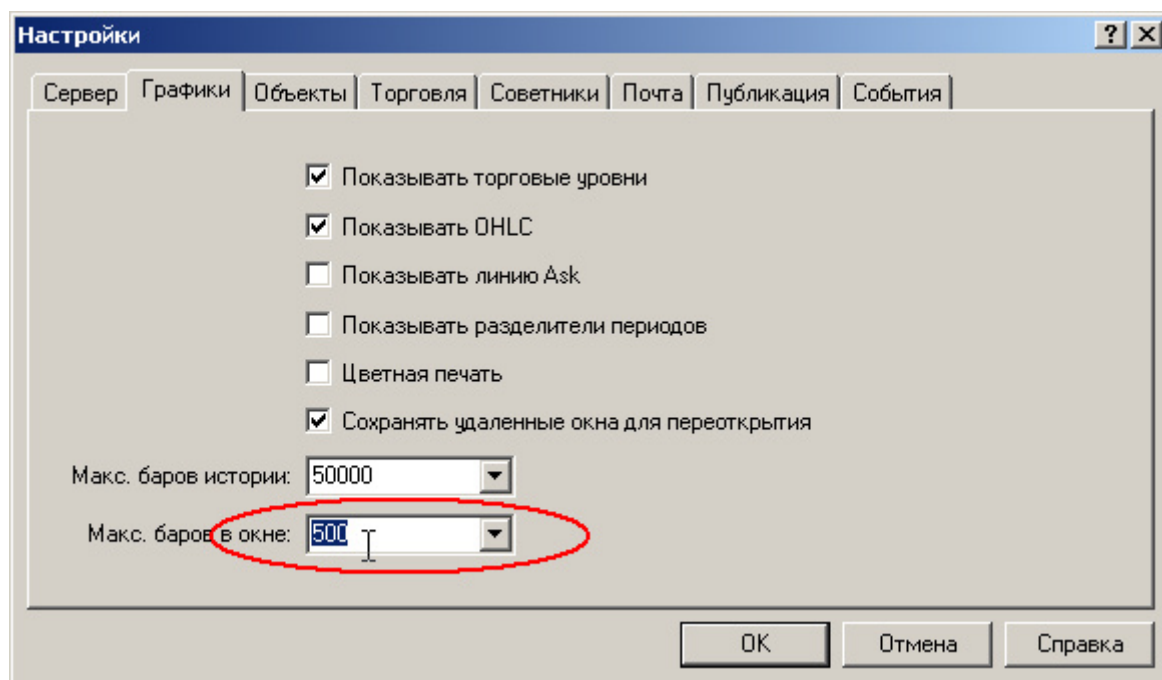 Настройки
Сервер Графики Объекты Торговля Советники Почта Публикация События
Показывать торговые уровни
Показывать OHLC
Показывать линию Ask
Показывать разделители периодов
Цветная печать
Сохранять удаленные окна для переоткрытия
Макс. баров истории: 50000
Макс. баров в окне: 500
OK Отмена Справка